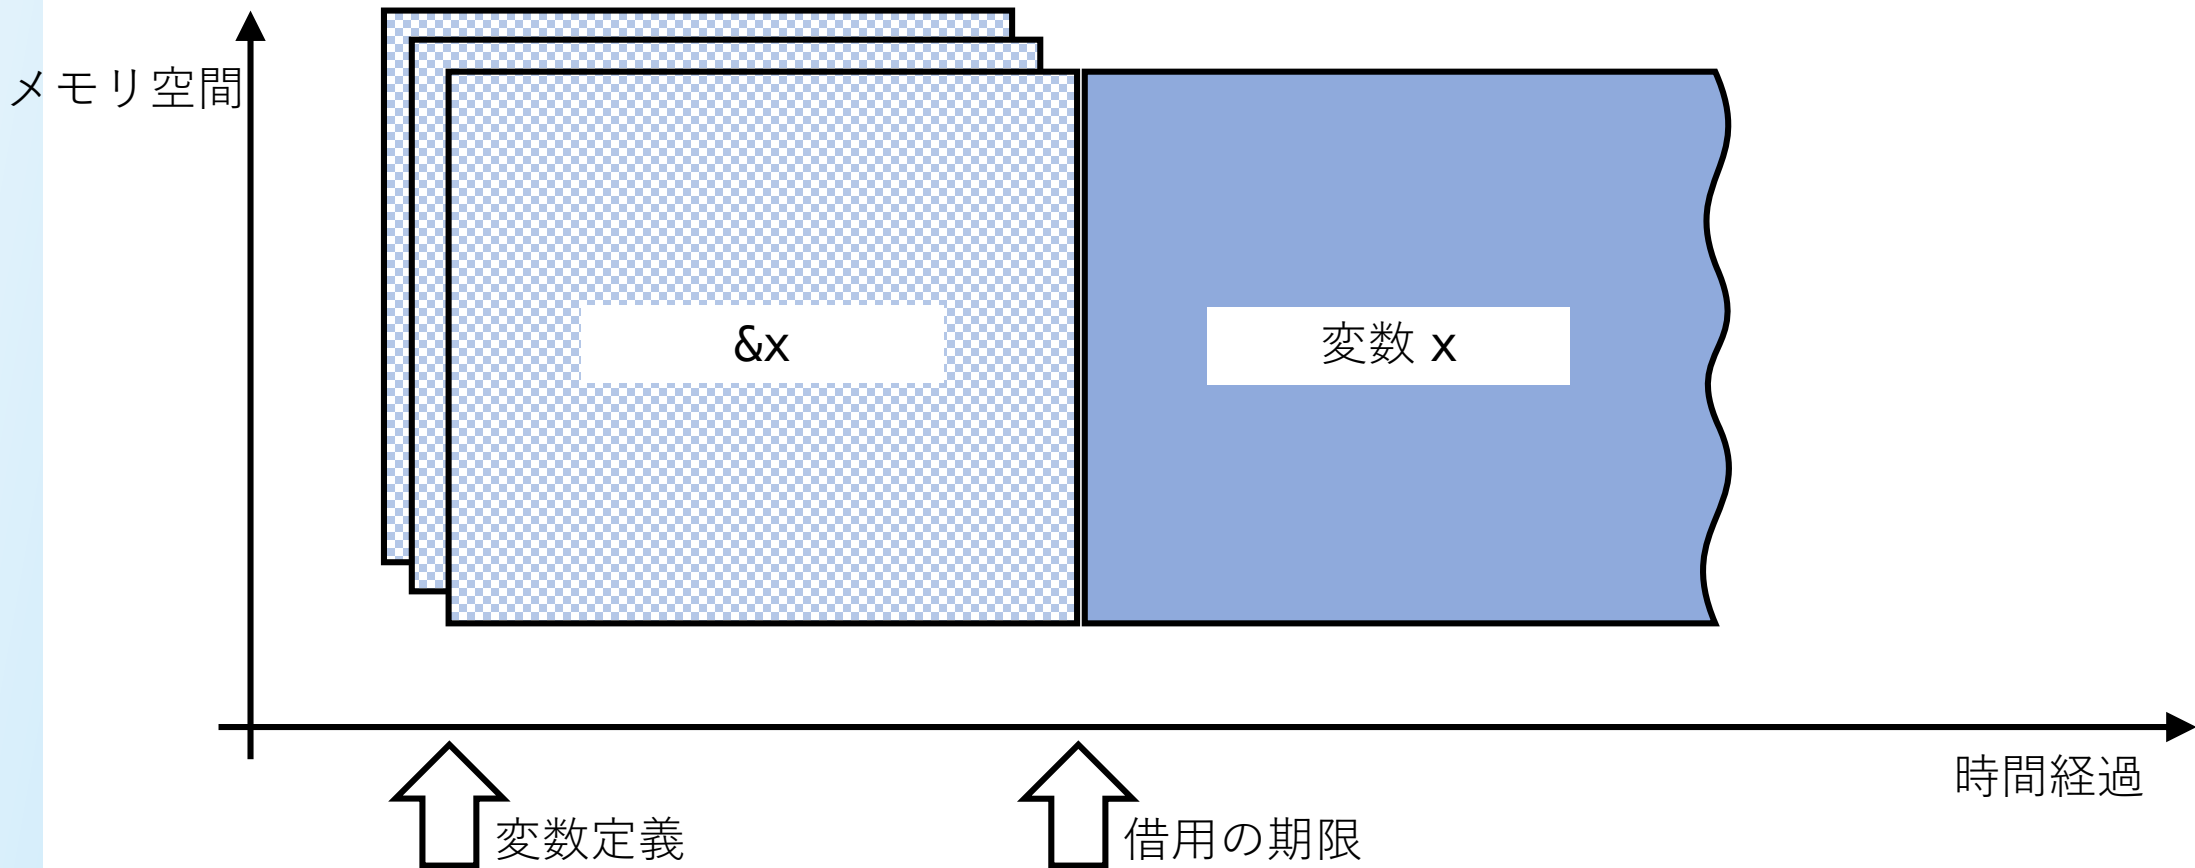 メモリ空間
&x
変数 x
時間経過
変数定義
借用の期限